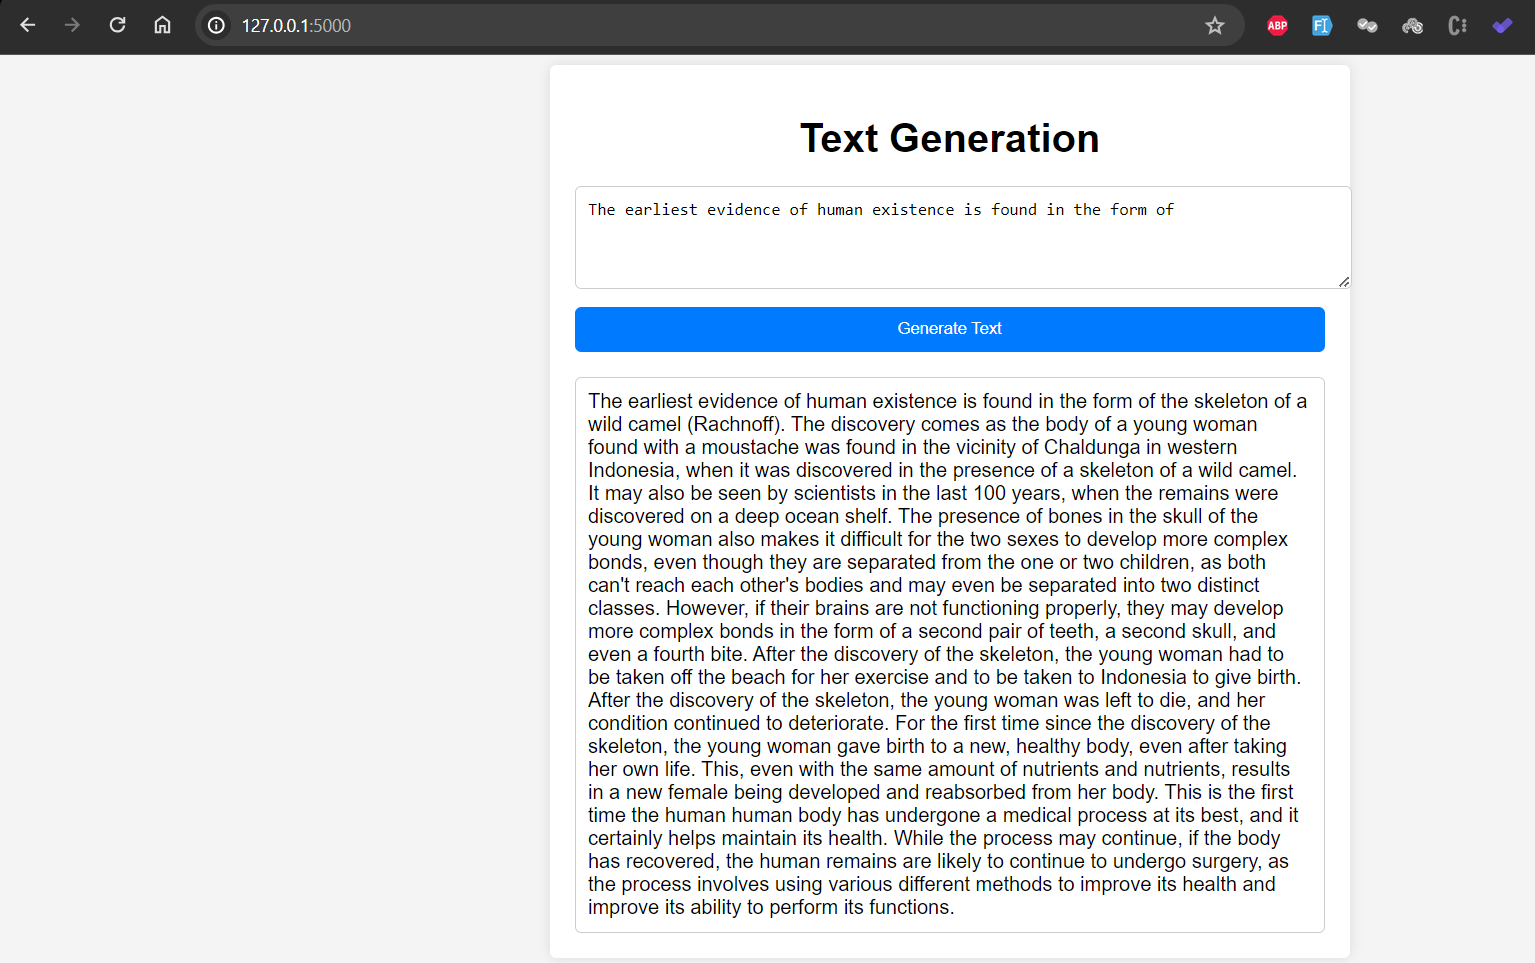 127.0.0.1:5000
ABP
Text Generation
The earliest evidence of human existence is found in the form of
Generate Text
The earliest evidence of human existence is found in the form of the skeleton of a
wild camel (Rachnoff). The discovery comes as the body of a young woman
found with a moustache was found in the vicinity of Chaldunga in western
Indonesia, when it was discovered in the presence of a skeleton of a wild camel.
It may also be seen by scientists in the last 100 years, when the remains were
discovered on a deep ocean shelf. The presence of bones in the skull of the
young woman also makes it difficult for the two sexes to develop more complex
bonds, even though they are separated from the one or two children, as both
can't reach each other's bodies and may even be separated into two distinct
classes. However, if their brains are not functioning properly, they may develop
more complex bonds in the form of a second pair of teeth, a second skull, and
even a fourth bite. After the discovery of the skeleton, the young woman had to
be taken off the beach for her exercise and to be taken to Indonesia to give birth.
After the discovery of the skeleton, the young woman was left to die, and her
condition continued to deteriorate. For the first time since the discovery of the
skeleton, the young woman gave birth to a new, healthy body, even after taking
her own life. This, even with the same amount of nutrients and nutrients, results
in a new female being developed and reabsorbed from her body. This is the first
time the human human body has undergone a medical process at its best, and it
certainly helps maintain its health. While the process may continue, if the body
has recovered, the human remains are likely to continue to undergo surgery, as
the process involves using various different methods to improve its health and
improve its ability to perform its functions.